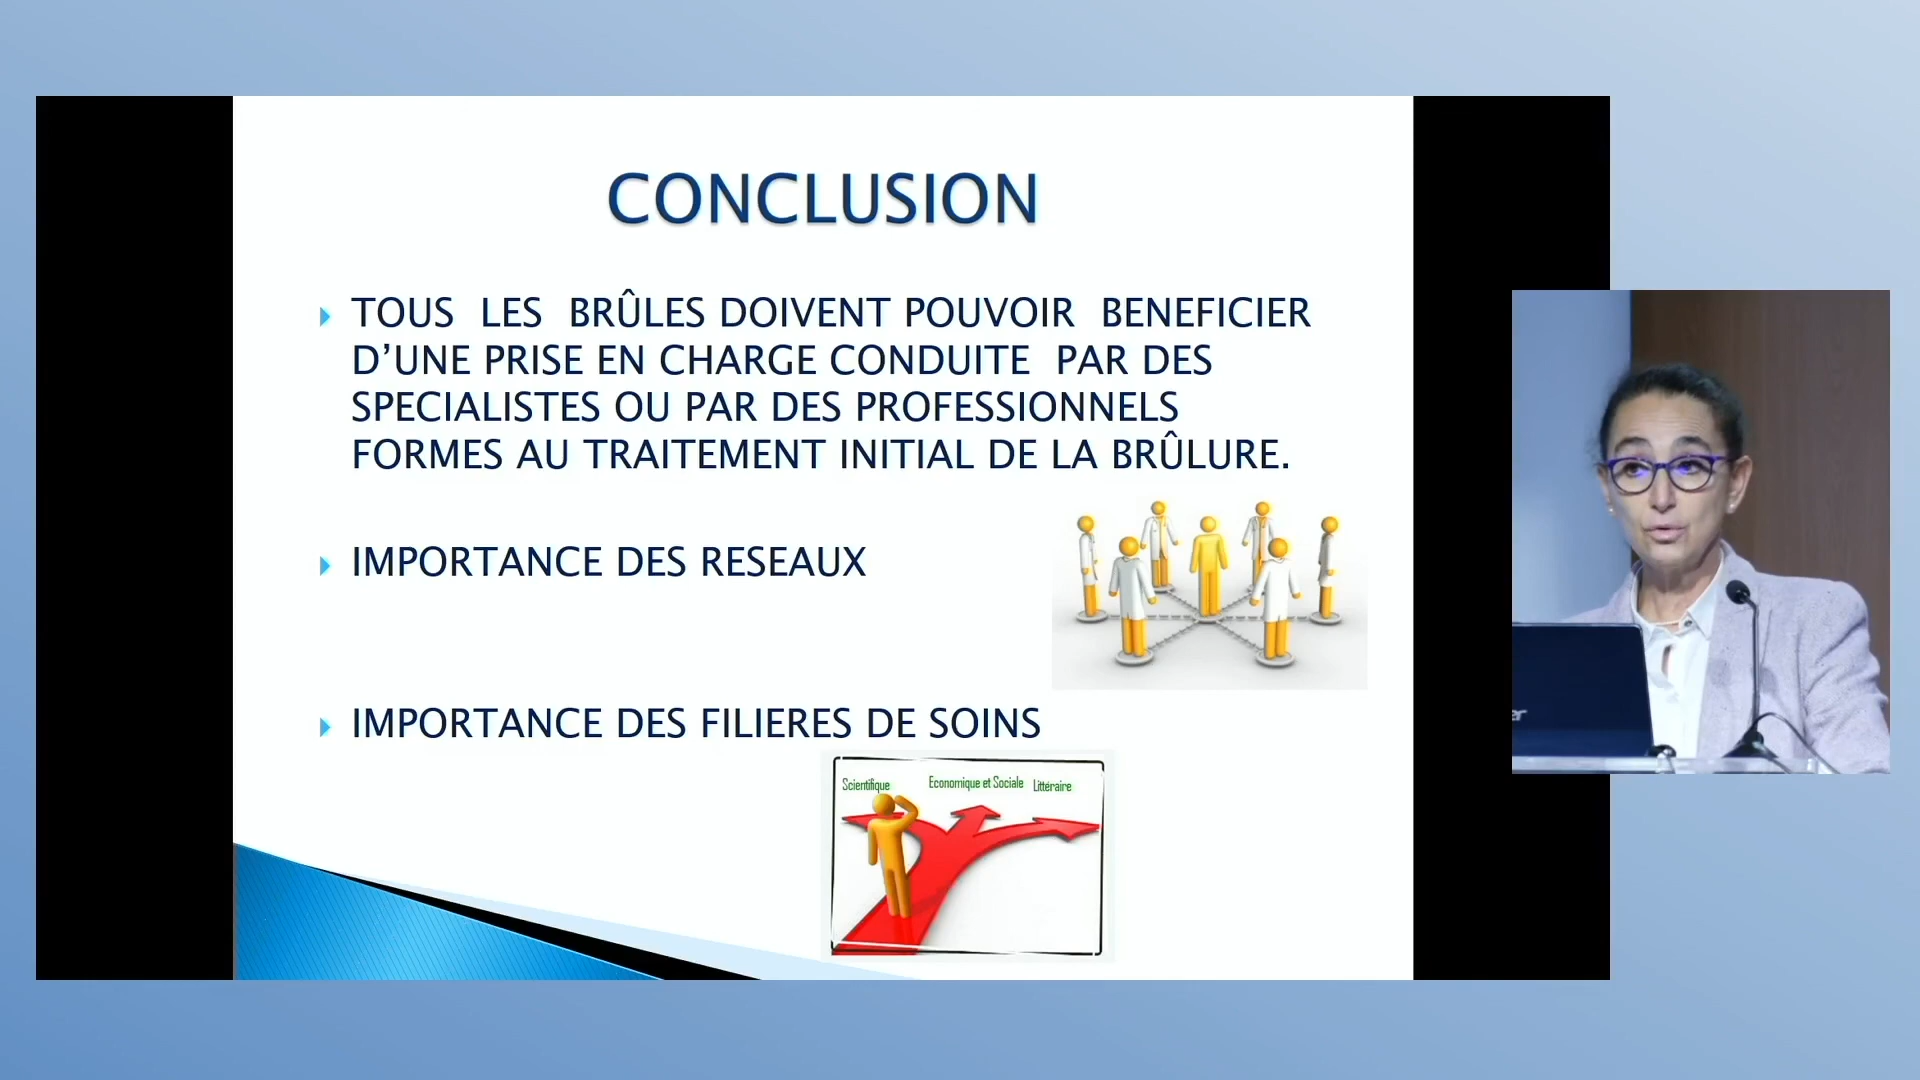 CONCLUSION
TOUS LES BRÛLES DOIVENT POUVOIR BENEFICIER
D’UNE PRISE EN CHARGE CONDUITE PAR DES
SPECIALISTES OU PAR DES PROFESSIONNELS
FORMES AU TRAITEMENT INITIAL DE LA BRÛLURE.
IMPORTANCE DES RESEAUX
IMPORTANCE DES FILIERES DE SOINS
Scientifique
Economique et Sociale
Littéraire